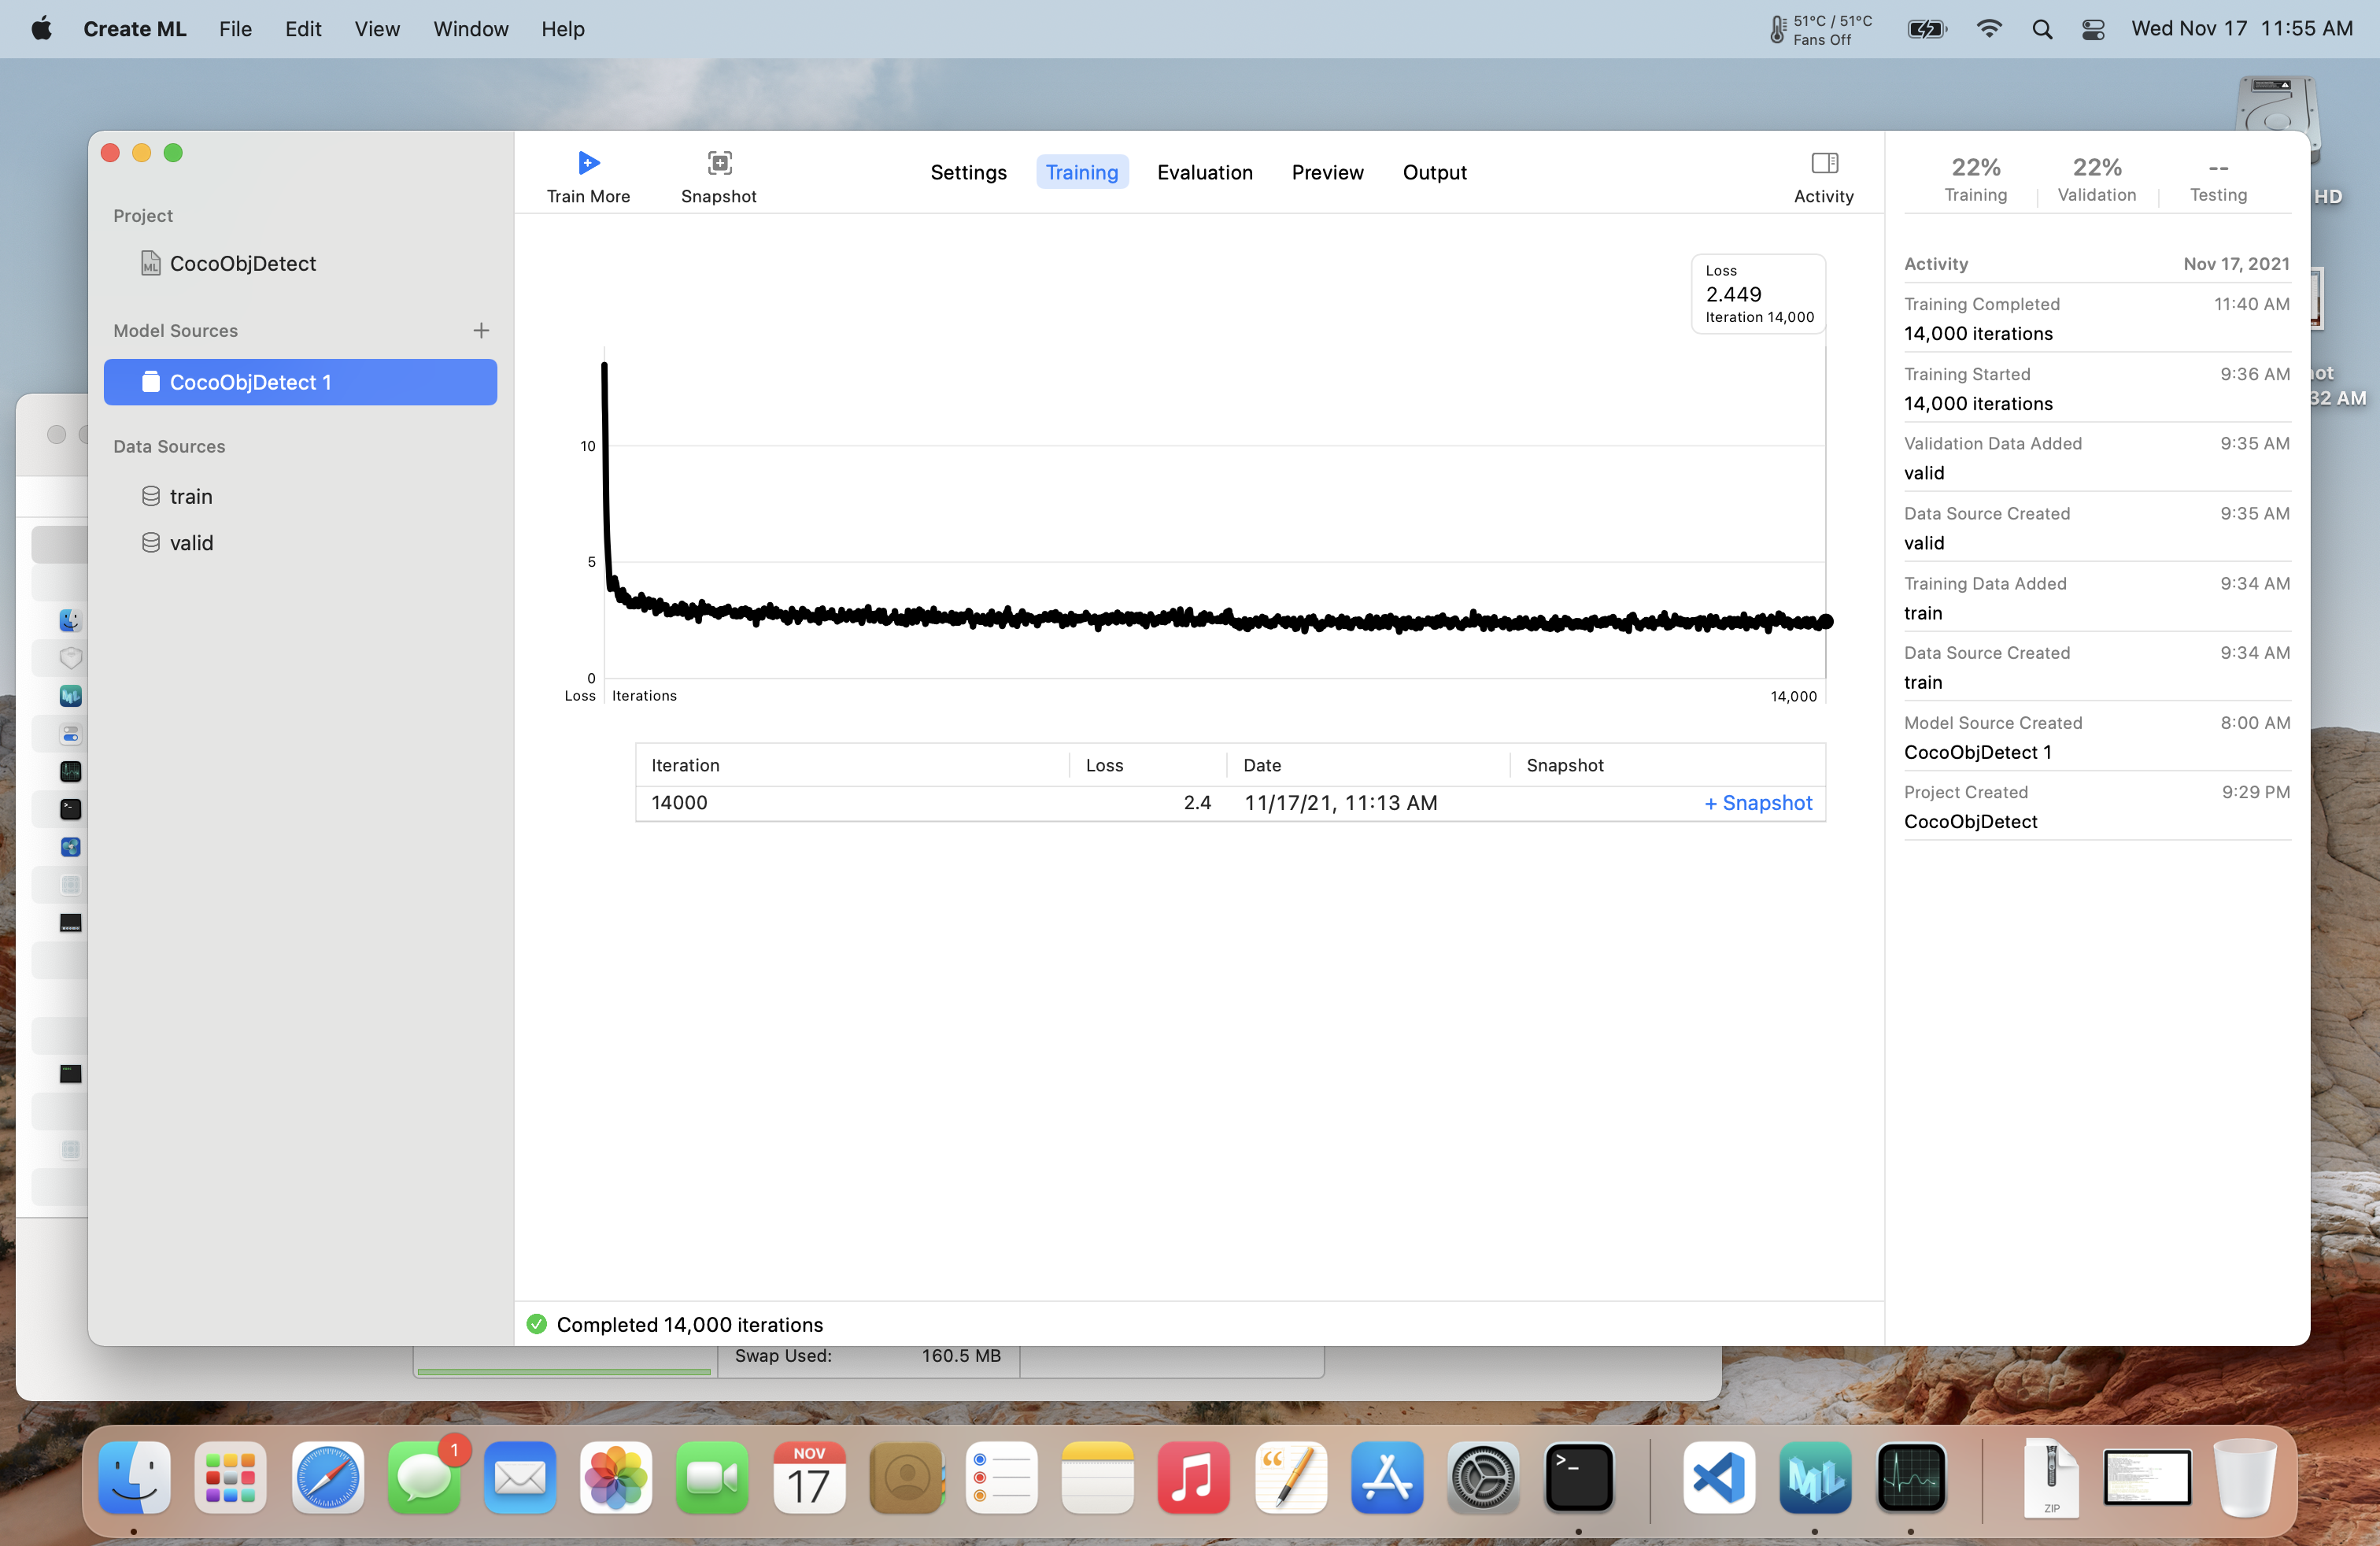 Create ML File Edit View Window Help
51°C / 51°C
Fans Off
Wed Nov 17 11:55 AM
HD
not
32 AM
Project
CocoObjDetect
Model Sources
CocoObjDetect 1
Data Sources
train
valid
Train More
Snapshot
Settings Training Evaluation Preview Output
Activity
Loss
2.449
Iteration 14,000
10
5
0
Loss Iterations
14,000
Iteration Loss Date Snapshot
14000 2.4 11/17/21, 11:13 AM + Snapshot
Completed 14,000 iterations
22% 22% --
Training Validation Testing
Activity Nov 17, 2021
Training Completed 11:40 AM
14,000 iterations
Training Started 9:36 AM
14,000 iterations
Validation Data Added 9:35 AM
valid
Data Source Created 9:35 AM
valid
Training Data Added 9:34 AM
train
Data Source Created 9:34 AM
train
Model Source Created 8:00 AM
CocoObjDetect 1
Project Created 9:29 PM
CocoObjDetect
Swap Used: 160.5 MB
1
NOV
17
ML
ZIP